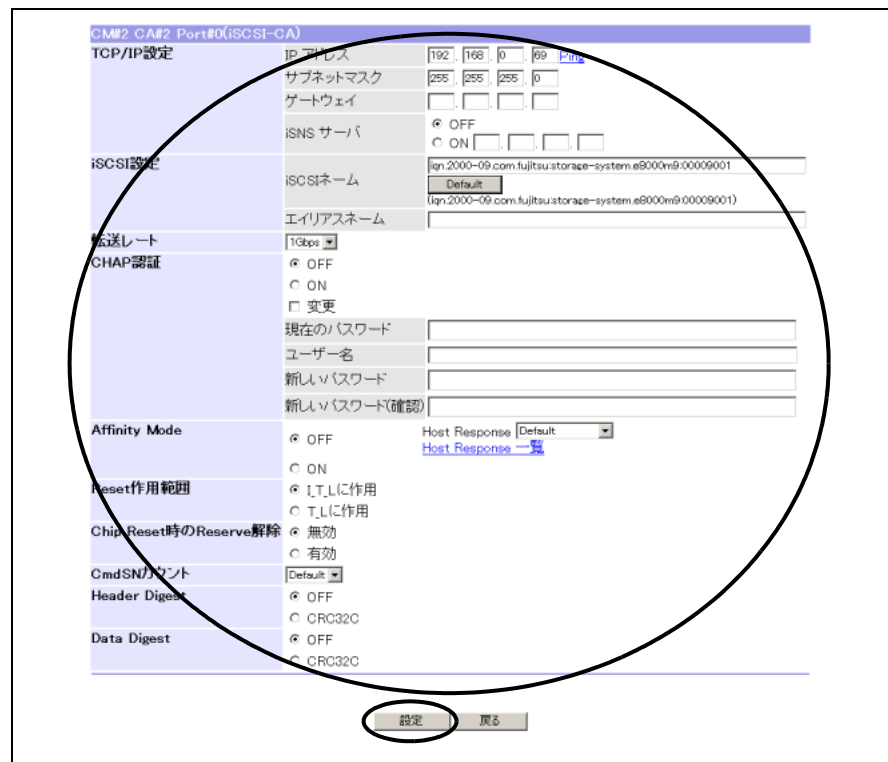 CM#2 CA#2 Port#0(iSCSI-CA)
TCP/IP設定 IP アドレス 192 . 168 . 0 . 69 Ping
サブネットマスク 255 . 255 . 255 . 0
ゲートウェイ . . .
iSNS サーバ OFF
ON . . .
iSCSI設定 iSCSIネーム iqn.2000-09.com.fujitsu:storage-system.e8000m9:00009001
Default
(iqn.2000-09.com.fujitsu:storage-system.e8000m9:00009001)
エイリアスネーム
転送レート 1Gbps
CHAP認証 OFF
ON
変更
現在のパスワード
ユーザー名
新しいパスワード
新しいパスワード(確認)
Affinity Mode OFF Host Response Default
Host Response 一覧
ON
Reset作用範囲 I_T_Lに作用
T_Lに作用
Chip Reset時のReserve解除 無効
有効
CmdSNカウント Default
Header Digest OFF
CRC32C
Data Digest OFF
CRC32C
設定 戻る